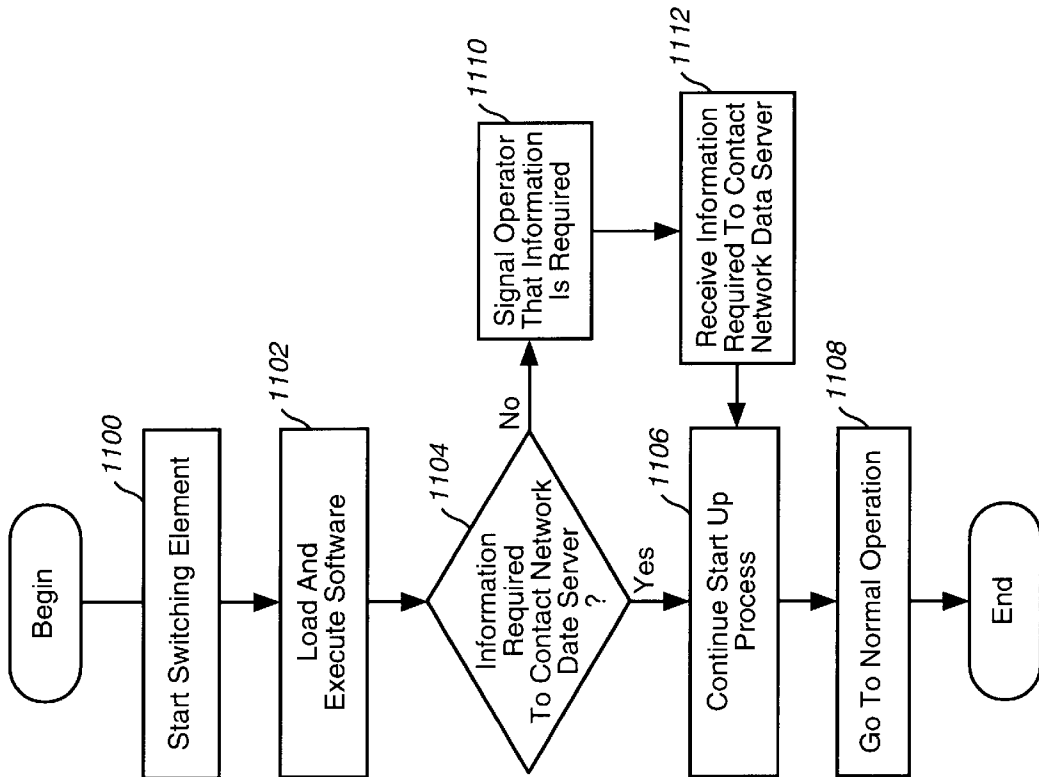 Begin
1100
Start Switching Element
1102
Load And
Execute Software
1104
Information
Required
To Contact Network
Date Server
?
No
Yes
1110
Signal Operator
That Information
Is Required
1112
Receive Information
Required To Contact
Network Data Server
1106
Continue Start Up
Process
1108
Go To Normal Operation
End